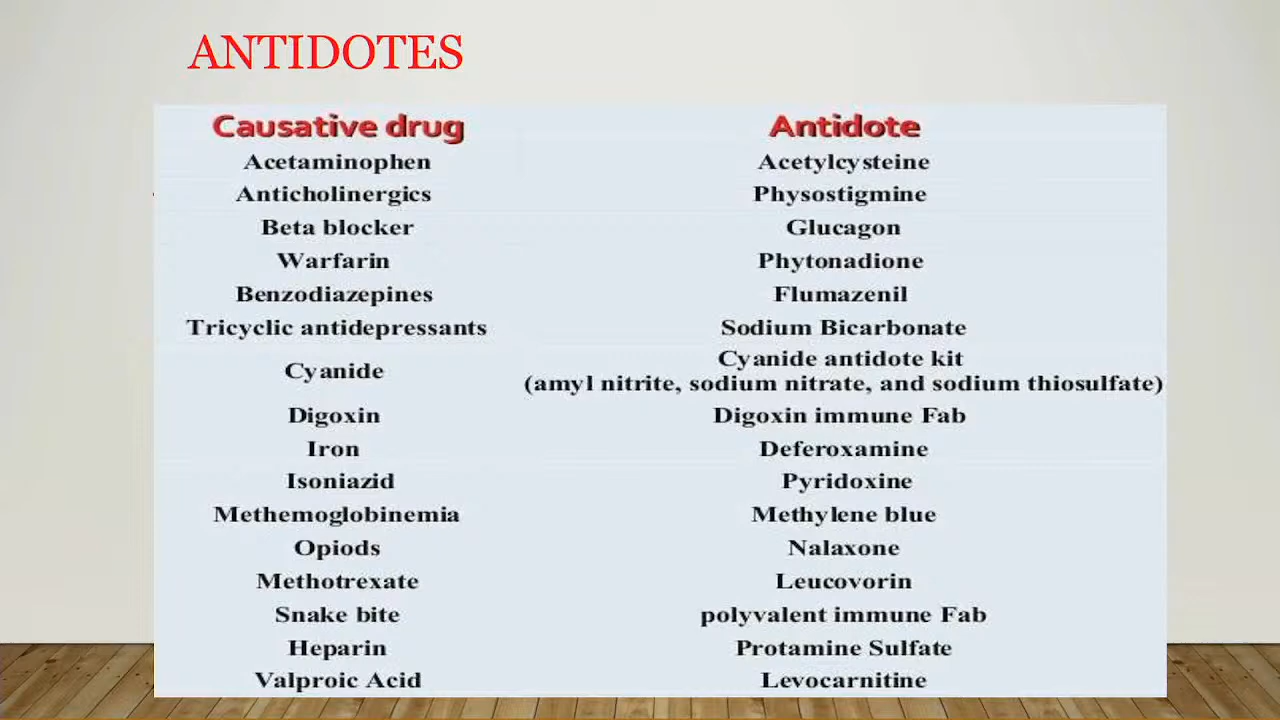 ANTIDOTES
Causative drug Antidote
Acetaminophen Acetylcysteine
Anticholinergics Physostigmine
Beta blocker Glucagon
Warfarin Phytonadione
Benzodiazepines Flumazenil
Tricyclic antidepressants Sodium Bicarbonate
Cyanide Cyanide antidote kit
(amyl nitrite, sodium nitrate, and sodium thiosulfate)
Digoxin Digoxin immune Fab
Iron Deferoxamine
Isoniazid Pyridoxine
Methemoglobinemia Methylene blue
Opiods Nalaxone
Methotrexate Leucovorin
Snake bite polyvalent immune Fab
Heparin Protamine Sulfate
Valproic Acid Levocarnitine